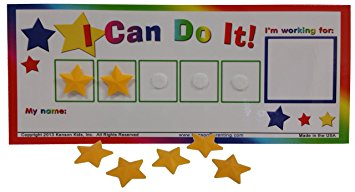 I Can Do It!
I'm working for:
My name:
Copyright 2013 Kenson Kids, Inc. All Rights Reserved
Made in the USA